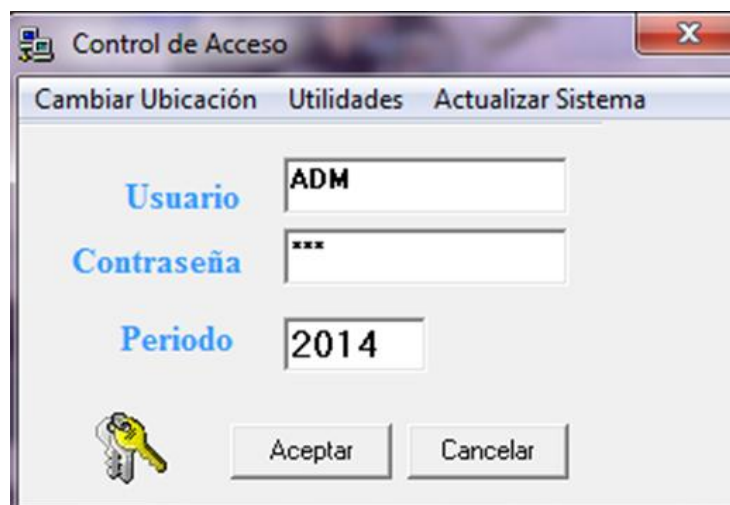 Control de Acceso
Cambiar Ubicación Utilidades Actualizar Sistema
Usuario ADM
Contraseña ***
Periodo 2014
Aceptar Cancelar